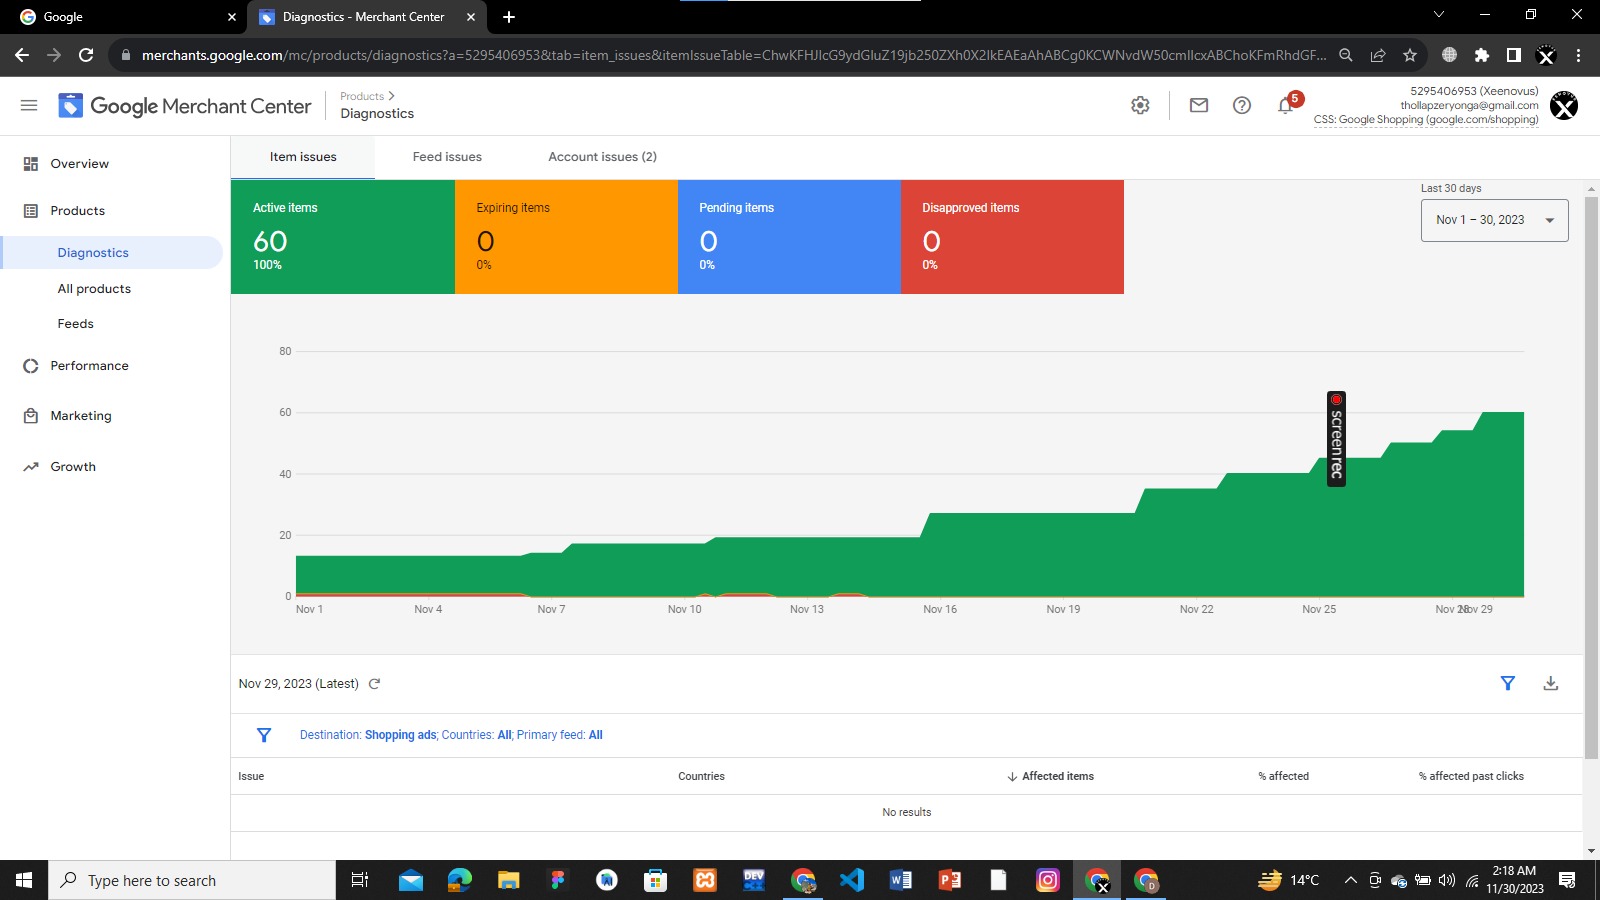 Google
Diagnostics - Merchant Center
merchants.google.com/mc/products/diagnostics?a=5295406953&tab=item_issues&itemIssueTable=ChwKFHJlcG9ydGluZ19jb250ZXh0X2lkEAEaAhABCg0KCWNvdW50cmllcxABChoKFmRhdGF...
Google Merchant Center
Products
Diagnostics
5
5295406953 (Xeenovus)
thollapzeryonga@gmail.com
CSS: Google Shopping (google.com/shopping)
Overview
Products
Diagnostics
All products
Feeds
Performance
Marketing
Growth
Item issues
Feed issues
Account issues (2)
Active items
60
100%
Expiring items
0
0%
Pending items
0
0%
Disapproved items
0
0%
Last 30 days
Nov 1 – 30, 2023
80
60
40
20
0
screen rec
Nov 1
Nov 4
Nov 7
Nov 10
Nov 13
Nov 16
Nov 19
Nov 22
Nov 25
Nov 28
Nov 29
Nov 29, 2023 (Latest)
Destination: Shopping ads; Countries: All; Primary feed: All
Issue
Countries
Affected items
% affected
% affected past clicks
No results
Type here to search
DEV
14°C
2:18 AM
11/30/2023